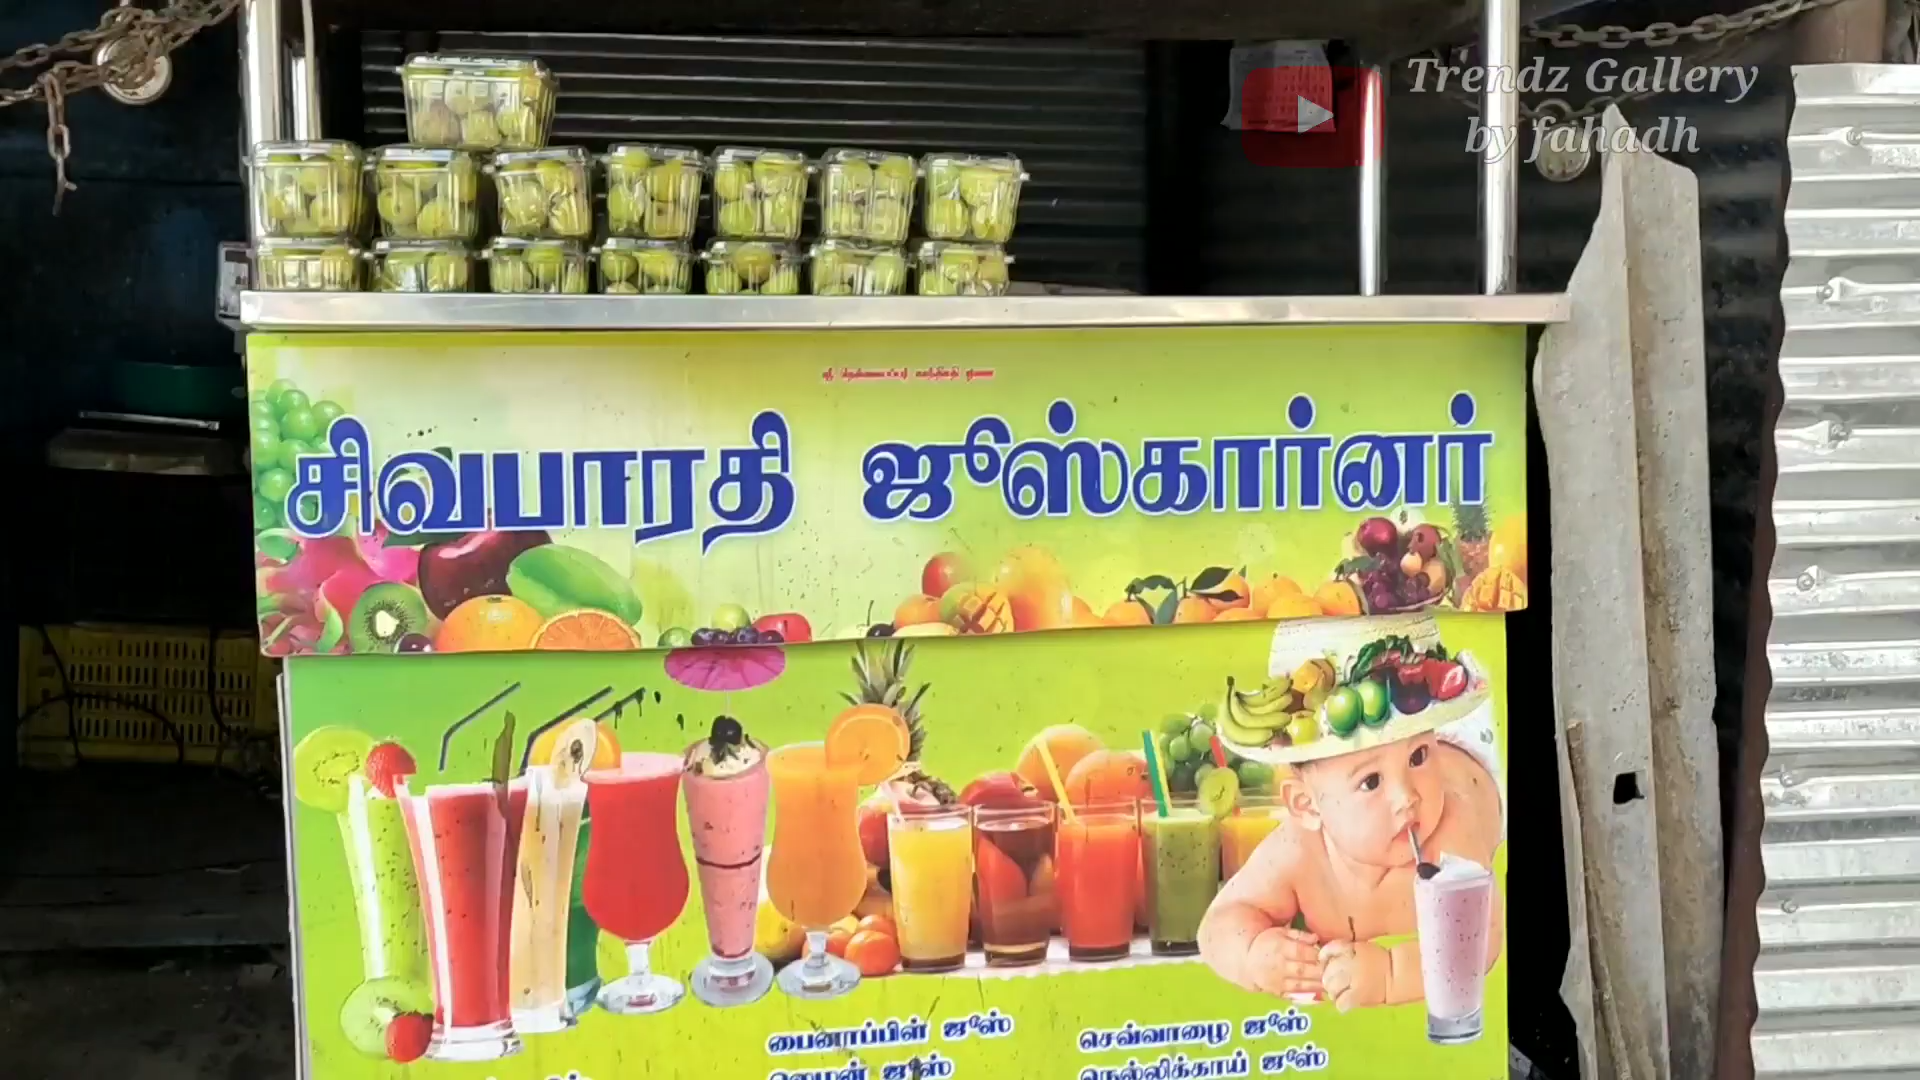 Trendz Gallery
by fahadh
சிவபாரதி ஜூஸ்கார்னர்
பைனாப்பிள் ஜூஸ்
செவ்வாழை ஜூஸ்
லெமன் ஜூஸ்
நெல்லிக்காய் ஜூஸ்